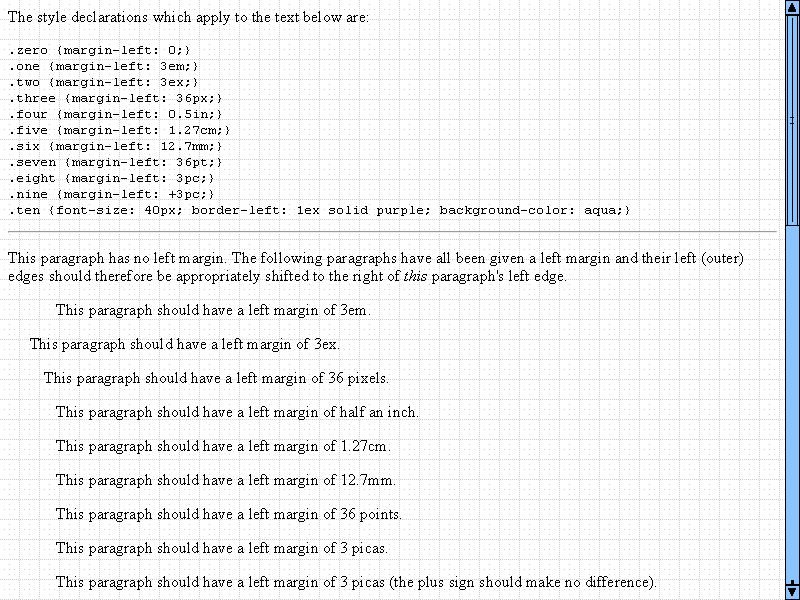 The style declarations which apply to the text below are:
.zero {margin-left: 0;}
.one {margin-left: 3em;}
.two {margin-left: 3ex;}
.three {margin-left: 36px;}
.four {margin-left: 0.5in;}
.five {margin-left: 1.27cm;}
.six {margin-left: 12.7mm;}
.seven {margin-left: 36pt;}
.eight {margin-left: 3pc;}
.nine {margin-left: +3pc;}
.ten {font-size: 40px; border-left: 1ex solid purple; background-color: aqua;}
This paragraph has no left margin. The following paragraphs have all been given a left margin and their left (outer)
edges should therefore be appropriately shifted to the right of this paragraph's left edge.
This paragraph should have a left margin of 3em.
This paragraph should have a left margin of 3ex.
This paragraph should have a left margin of 36 pixels.
This paragraph should have a left margin of half an inch.
This paragraph should have a left margin of 1.27cm.
This paragraph should have a left margin of 12.7mm.
This paragraph should have a left margin of 36 points.
This paragraph should have a left margin of 3 picas.
This paragraph should have a left margin of 3 picas (the plus sign should make no difference).